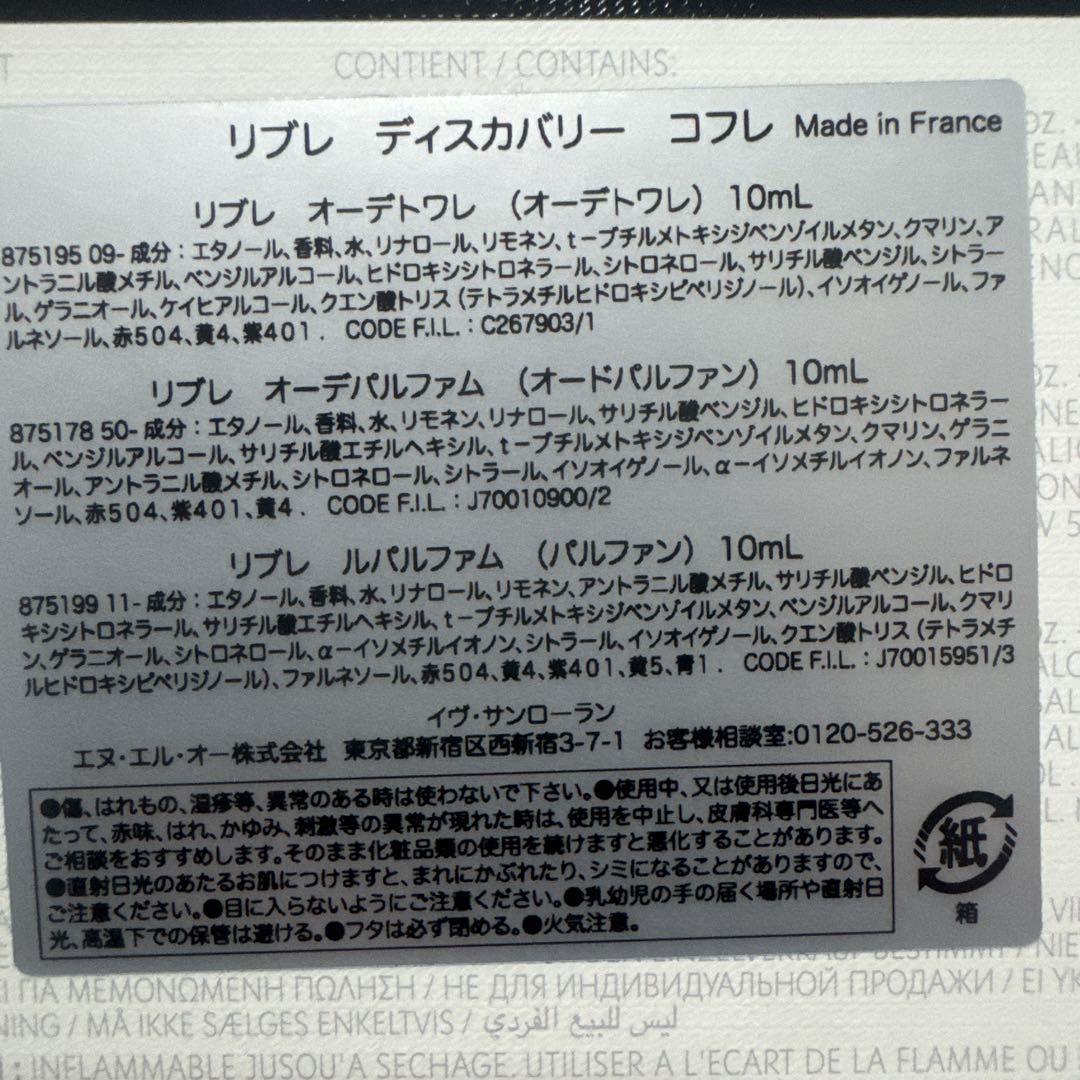 CONTIENT / CONTAINS:
リブレ ディスカバリー コフレ Made in France
リブレ オーデトワレ (オーデトワレ) 10mL
875195 09- 成分:エタノール、香料、水、リナロール、リモネン、t-ブチルメトキシジベンゾイルメタン、クマリン、ア
ントラニル酸メチル、ベンジルアルコール、ヒドロキシシトロネラール、シトロネロール、サリチル酸ベンジル、シトラー
ル、ゲラニオール、ケイヒアルコール、クエン酸トリス(テトラメチルヒドロキシピペリジノール)、イソオイゲノール、ファ
ルネソール、赤504、黄4、紫401. CODE F.I.L.:C267903/1
リブレ オーデパルファム (オードパルファン) 10mL
875178 50- 成分:エタノール、香料、水、リモネン、リナロール、サリチル酸ベンジル、ヒドロキシシトロネラー
ル、ベンジルアルコール、サリチル酸エチルヘキシル、t-ブチルメトキシジベンゾイルメタン、クマリン、ゲラニ
オール、アントラニル酸メチル、シトロネロール、シトラール、イソオイゲノール、α-イソメチルイオノン、ファルネ
ソール、赤504、紫401、黄4. CODE F.I.L.:J70010900/2
リブレ ルパルファム (パルファン) 10mL
875199 11- 成分:エタノール、香料、水、リナロール、リモネン、アントラニル酸メチル、サリチル酸ベンジル、ヒドロ
キシシトロネラール、サリチル酸エチルヘキシル、t-ブチルメトキシジベンゾイルメタン、ベンジルアルコール、クマリ
ン、ゲラニオール、シトロネロール、α-イソメチルイオノン、シトラール、イソオイゲノール、クエン酸トリス(テトラメチ
ルヒドロキシピペリジノール)、ファルネソール、赤504、黄4、紫401、黄5、青1. CODE F.I.L.:J70015951/3
イヴ・サンローラン
エヌ・エル・オー株式会社 東京都新宿区西新宿3-7-1 お客様相談室:0120-526-333
●傷、はれもの、湿疹等、異常のある時は使わないで下さい。●使用中、又は使用後日光にあ
たって、赤味、はれ、かゆみ、刺激等の異常が現れた時は、使用を中止し、皮膚科専門医等へ
ご相談をおすすめします。そのまま化粧品類の使用を続けますと悪化することがあります。
●直射日光のあたるお肌につけますと、まれにかぶれたり、シミになることがありますので、
ご注意ください。●目に入らないようにご注意ください。●乳幼児の手の届く場所や直射日
光、高温下での保管は避ける。●フタは必ず閉める。●火気注意。
紙
箱
ΓΙΑ ΜΕΜΟΝΩΜΕΝΗ ΠΩΛΗΣΗ / НЕ ДЛЯ ИНДИВИДУАЛЬНОЙ ПРОДАЖИ / EI
/ MÅ IKKE SÆLGES ENKELTVIS / ليس للبيع الفردي
INFLAMMABLE JUSQU'A SECHAGE. UTILISER A L'ECART DE LA FLAMME OU